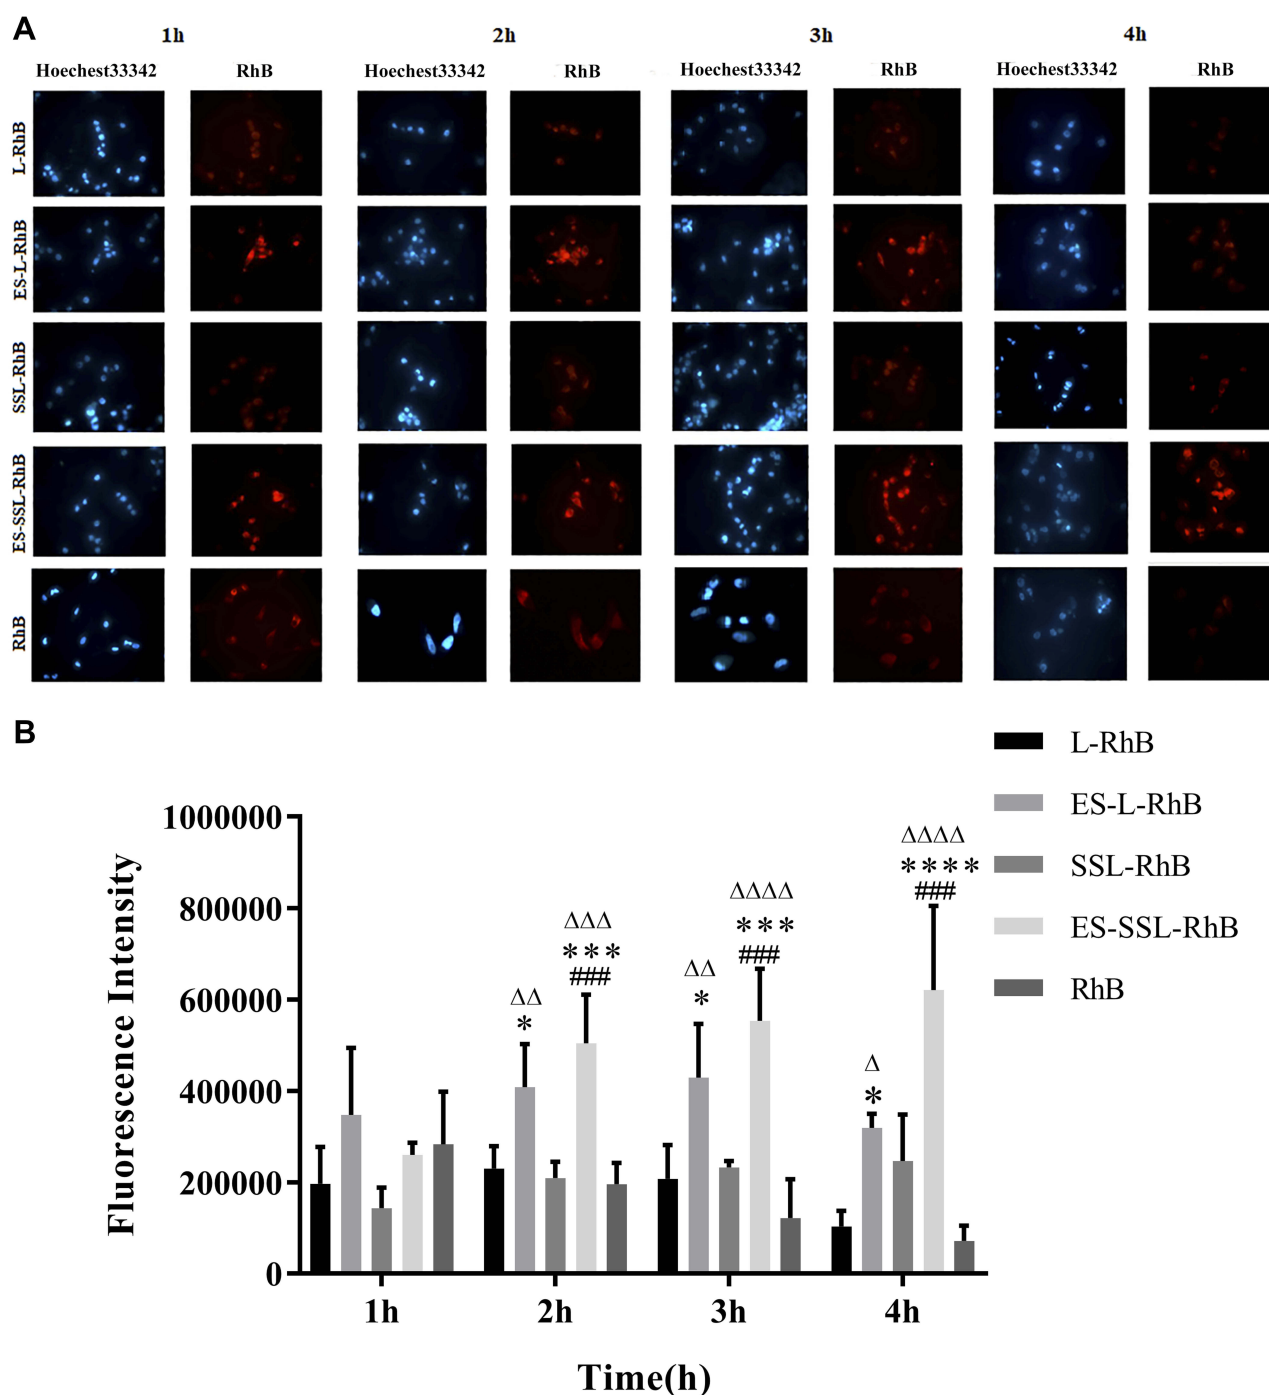 A
1h 2h 3h 4h
Hoechest33342 RhB Hoechest33342 RhB Hoechest33342 RhB Hoechest33342 RhB
L-RhB
ES-L-RhB
SSL-RhB
ES-SSL-RhB
RhB
B
L-RhB
ES-L-RhB
SSL-RhB
ES-SSL-RhB
RhB
Fluorescence Intensity
1000000
800000
600000
400000
200000
0
ΔΔ
*
ΔΔΔ
***
###
ΔΔ
*
ΔΔΔΔ
***
###
Δ
*
ΔΔΔΔ
****
###
1h 2h 3h 4h
Time(h)